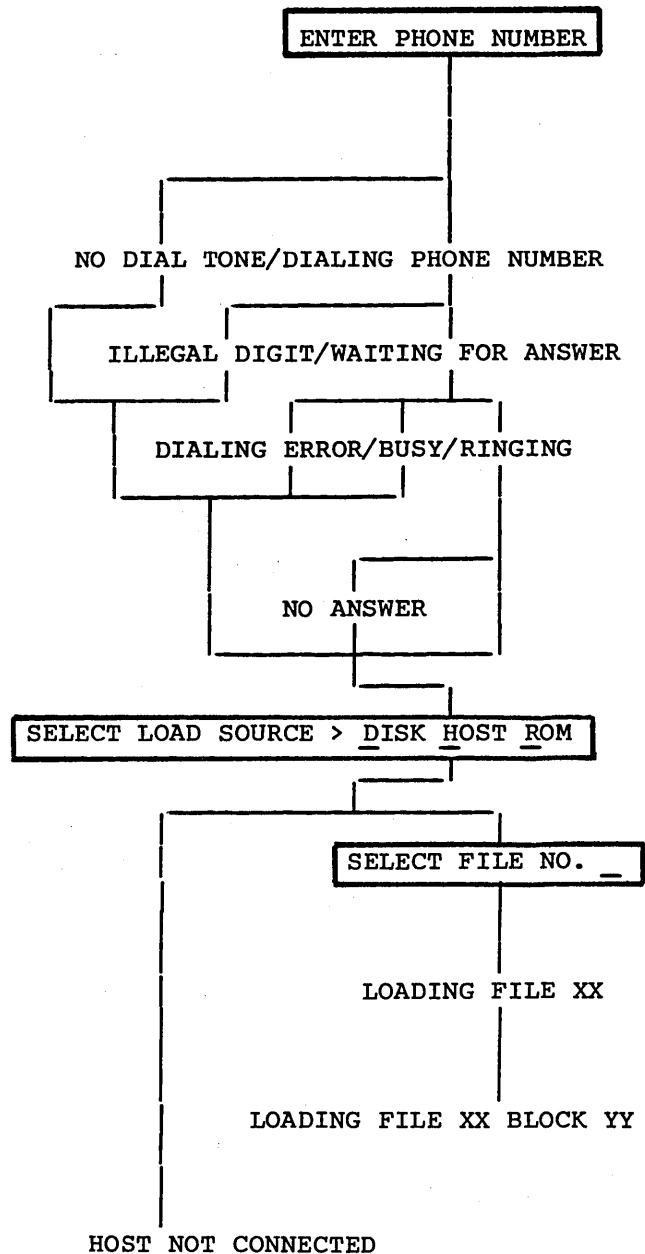 ENTER PHONE NUMBER
NO DIAL TONE/DIALING PHONE NUMBER
ILLEGAL DIGIT/WAITING FOR ANSWER
DIALING ERROR/BUSY/RINGING
NO ANSWER
SELECT LOAD SOURCE > DISK HOST ROM
SELECT FILE NO. _
LOADING FILE XX
LOADING FILE XX BLOCK YY
HOST NOT CONNECTED